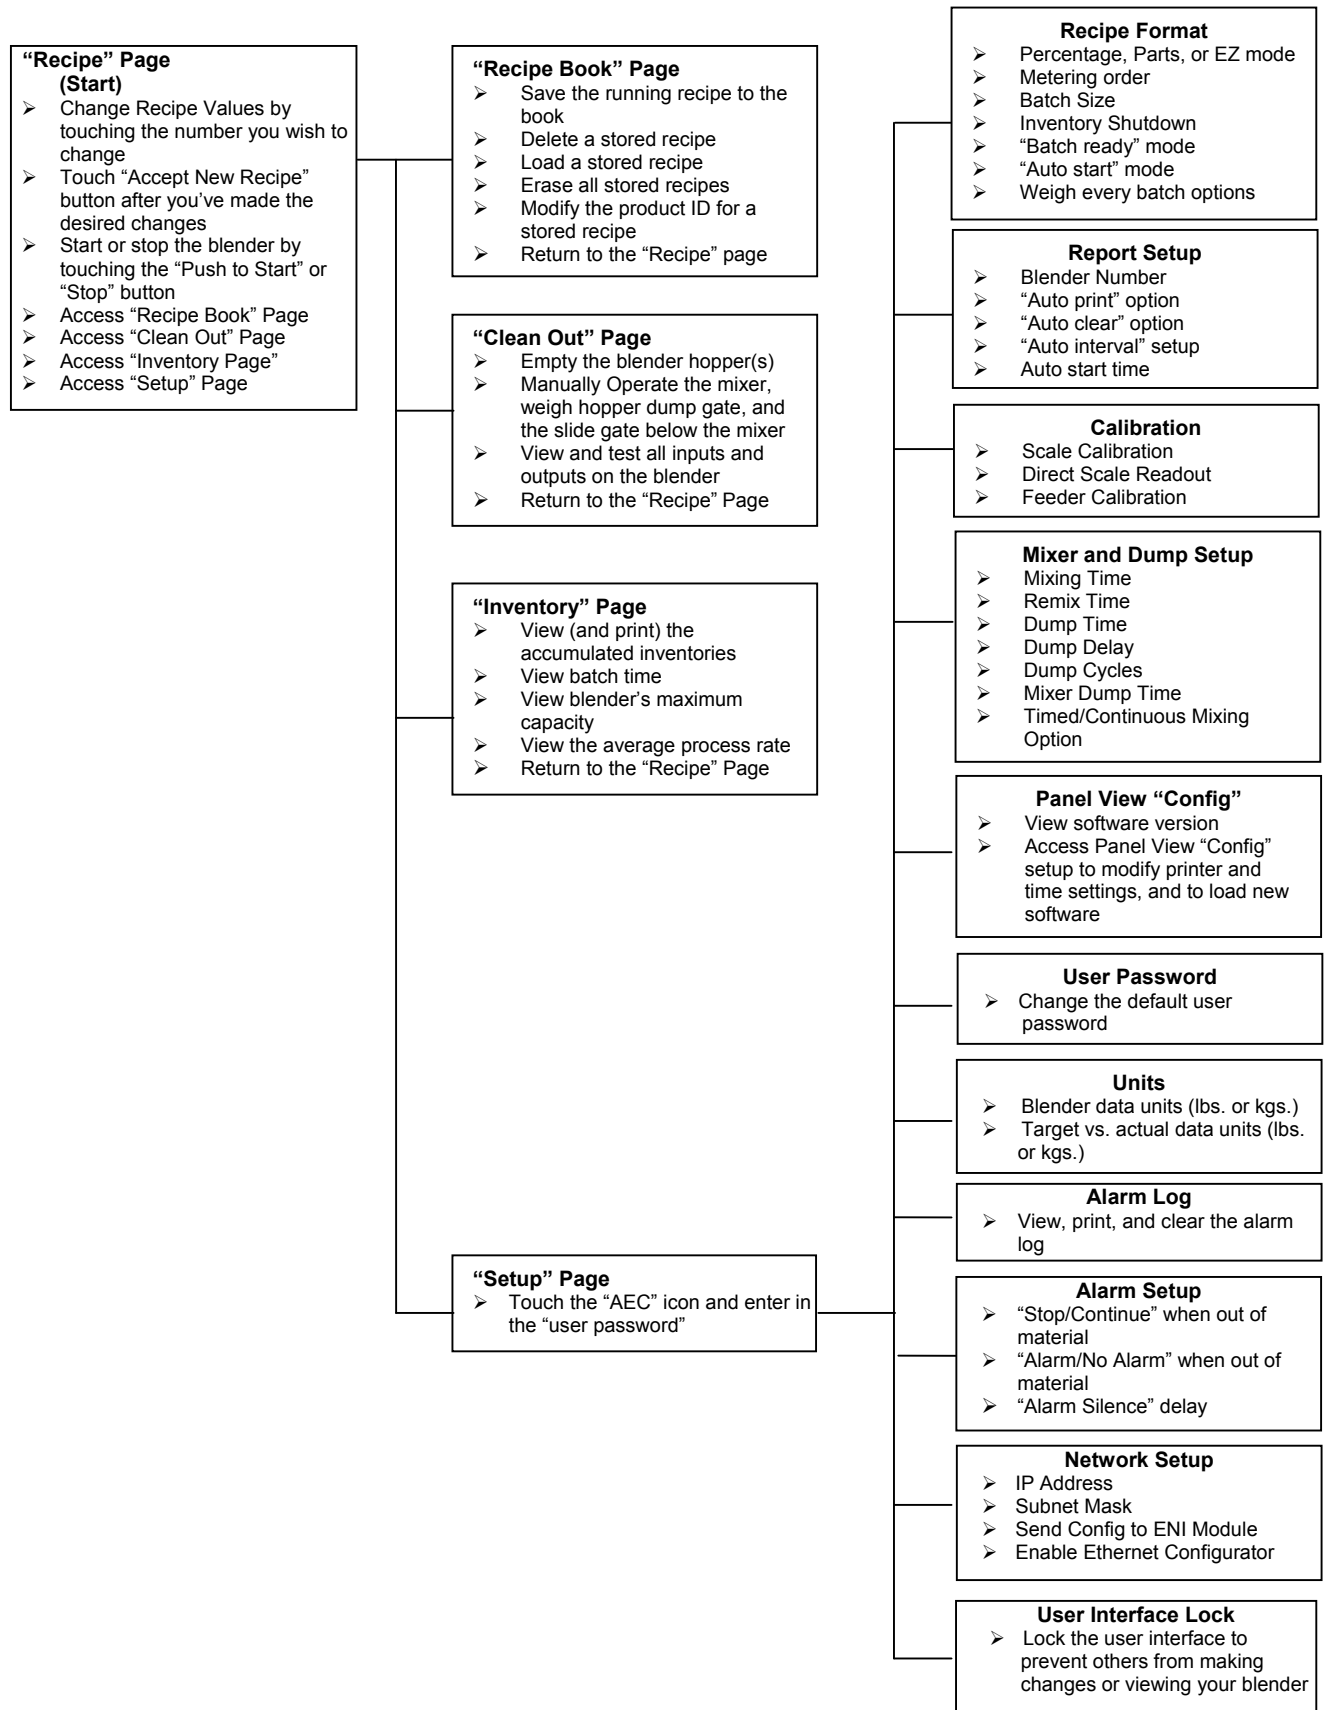 “Recipe” Page
(Start)
➢ Change Recipe Values by
touching the number you wish to
change
➢ Touch “Accept New Recipe”
button after you’ve made the
desired changes
➢ Start or stop the blender by
touching the “Push to Start” or
“Stop” button
➢ Access “Recipe Book” Page
➢ Access “Clean Out” Page
➢ Access “Inventory Page”
➢ Access “Setup” Page
“Recipe Book” Page
➢ Save the running recipe to the
book
➢ Delete a stored recipe
➢ Load a stored recipe
➢ Erase all stored recipes
➢ Modify the product ID for a
stored recipe
➢ Return to the “Recipe” page
“Clean Out” Page
➢ Empty the blender hopper(s)
➢ Manually Operate the mixer,
weigh hopper dump gate, and
the slide gate below the mixer
➢ View and test all inputs and
outputs on the blender
➢ Return to the “Recipe” Page
“Inventory” Page
➢ View (and print) the
accumulated inventories
➢ View batch time
➢ View blender’s maximum
capacity
➢ View the average process rate
➢ Return to the “Recipe” Page
“Setup” Page
➢ Touch the “AEC” icon and enter in
the “user password”
Recipe Format
➢ Percentage, Parts, or EZ mode
➢ Metering order
➢ Batch Size
➢ Inventory Shutdown
➢ “Batch ready” mode
➢ “Auto start” mode
➢ Weigh every batch options
Report Setup
➢ Blender Number
➢ “Auto print” option
➢ “Auto clear” option
➢ “Auto interval” setup
➢ Auto start time
Calibration
➢ Scale Calibration
➢ Direct Scale Readout
➢ Feeder Calibration
Mixer and Dump Setup
➢ Mixing Time
➢ Remix Time
➢ Dump Time
➢ Dump Delay
➢ Dump Cycles
➢ Mixer Dump Time
➢ Timed/Continuous Mixing
Option
Panel View “Config”
➢ View software version
➢ Access Panel View “Config”
setup to modify printer and
time settings, and to load new
software
User Password
➢ Change the default user
password
Units
➢ Blender data units (lbs. or kgs.)
➢ Target vs. actual data units (lbs.
or kgs.)
Alarm Log
➢ View, print, and clear the alarm
log
Alarm Setup
➢ “Stop/Continue” when out of
material
➢ “Alarm/No Alarm” when out of
material
➢ “Alarm Silence” delay
Network Setup
➢ IP Address
➢ Subnet Mask
➢ Send Config to ENI Module
➢ Enable Ethernet Configurator
User Interface Lock
➢ Lock the user interface to
prevent others from making
changes or viewing your blender